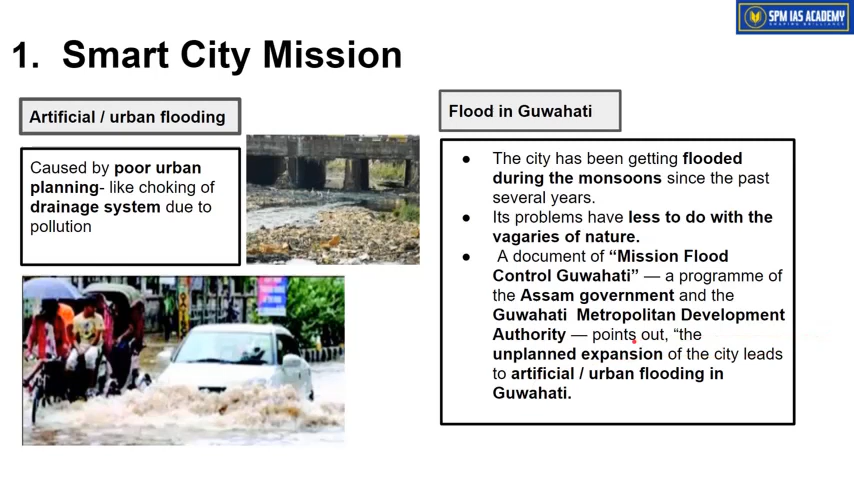 SPM IAS ACADEMY
SHAPING BRILLIANCE
1. Smart City Mission
Artificial / urban flooding
Caused by poor urban
planning- like choking of
drainage system due to
pollution
Flood in Guwahati
● The city has been getting flooded
during the monsoons since the past
several years.
● Its problems have less to do with the
vagaries of nature.
● A document of “Mission Flood
Control Guwahati” — a programme of
the Assam government and the
Guwahati Metropolitan Development
Authority — points out, “the
unplanned expansion of the city leads
to artificial / urban flooding in
Guwahati.